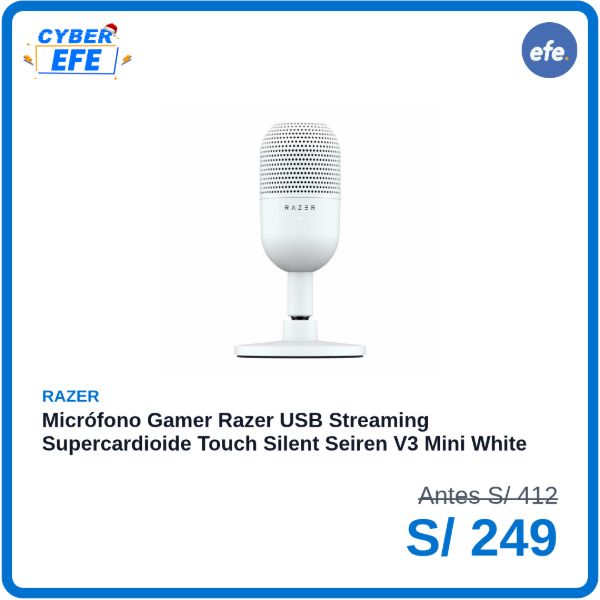 CYBER
EFE
efe.
RAZER
RAZER
Micrófono Gamer Razer USB Streaming
Supercardioide Touch Silent Seiren V3 Mini White
Antes S/ 412
S/ 249